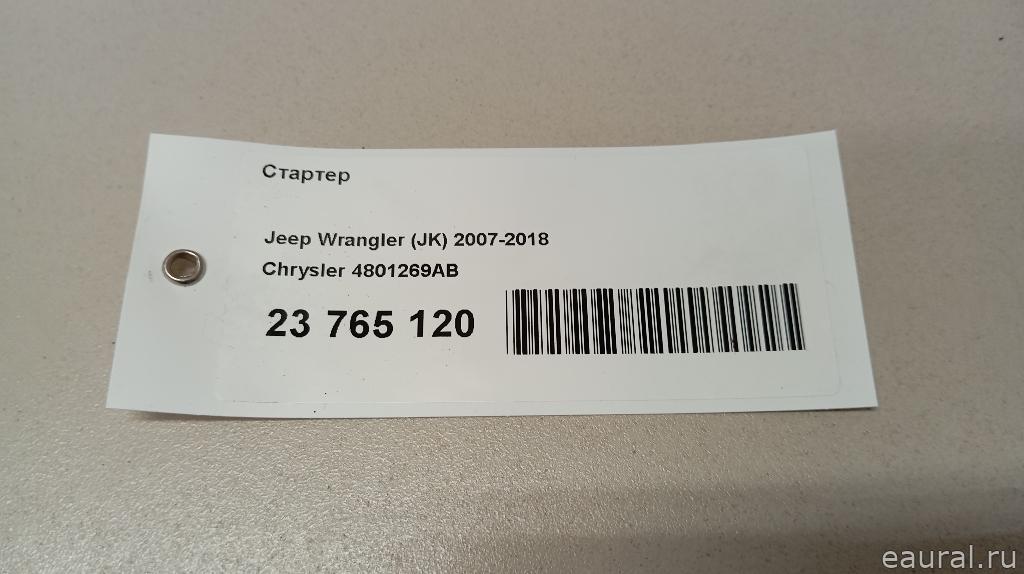 Стартер
Jeep Wrangler (JK) 2007-2018
Chrysler 4801269AB
23 765 120
eaural.ru